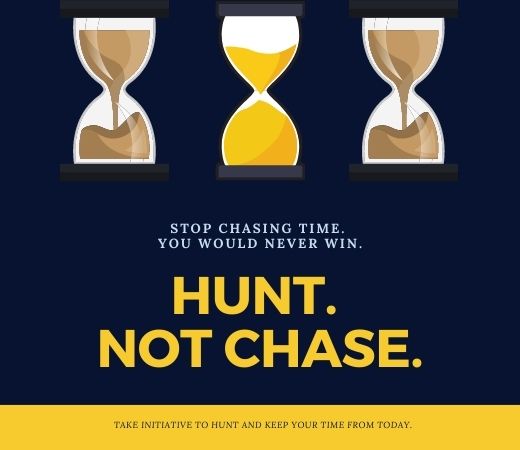 STOP CHASING TIME.
YOU WOULD NEVER WIN.
HUNT.
NOT CHASE.
TAKE INITIATIVE TO HUNT AND KEEP YOUR TIME FROM TODAY.